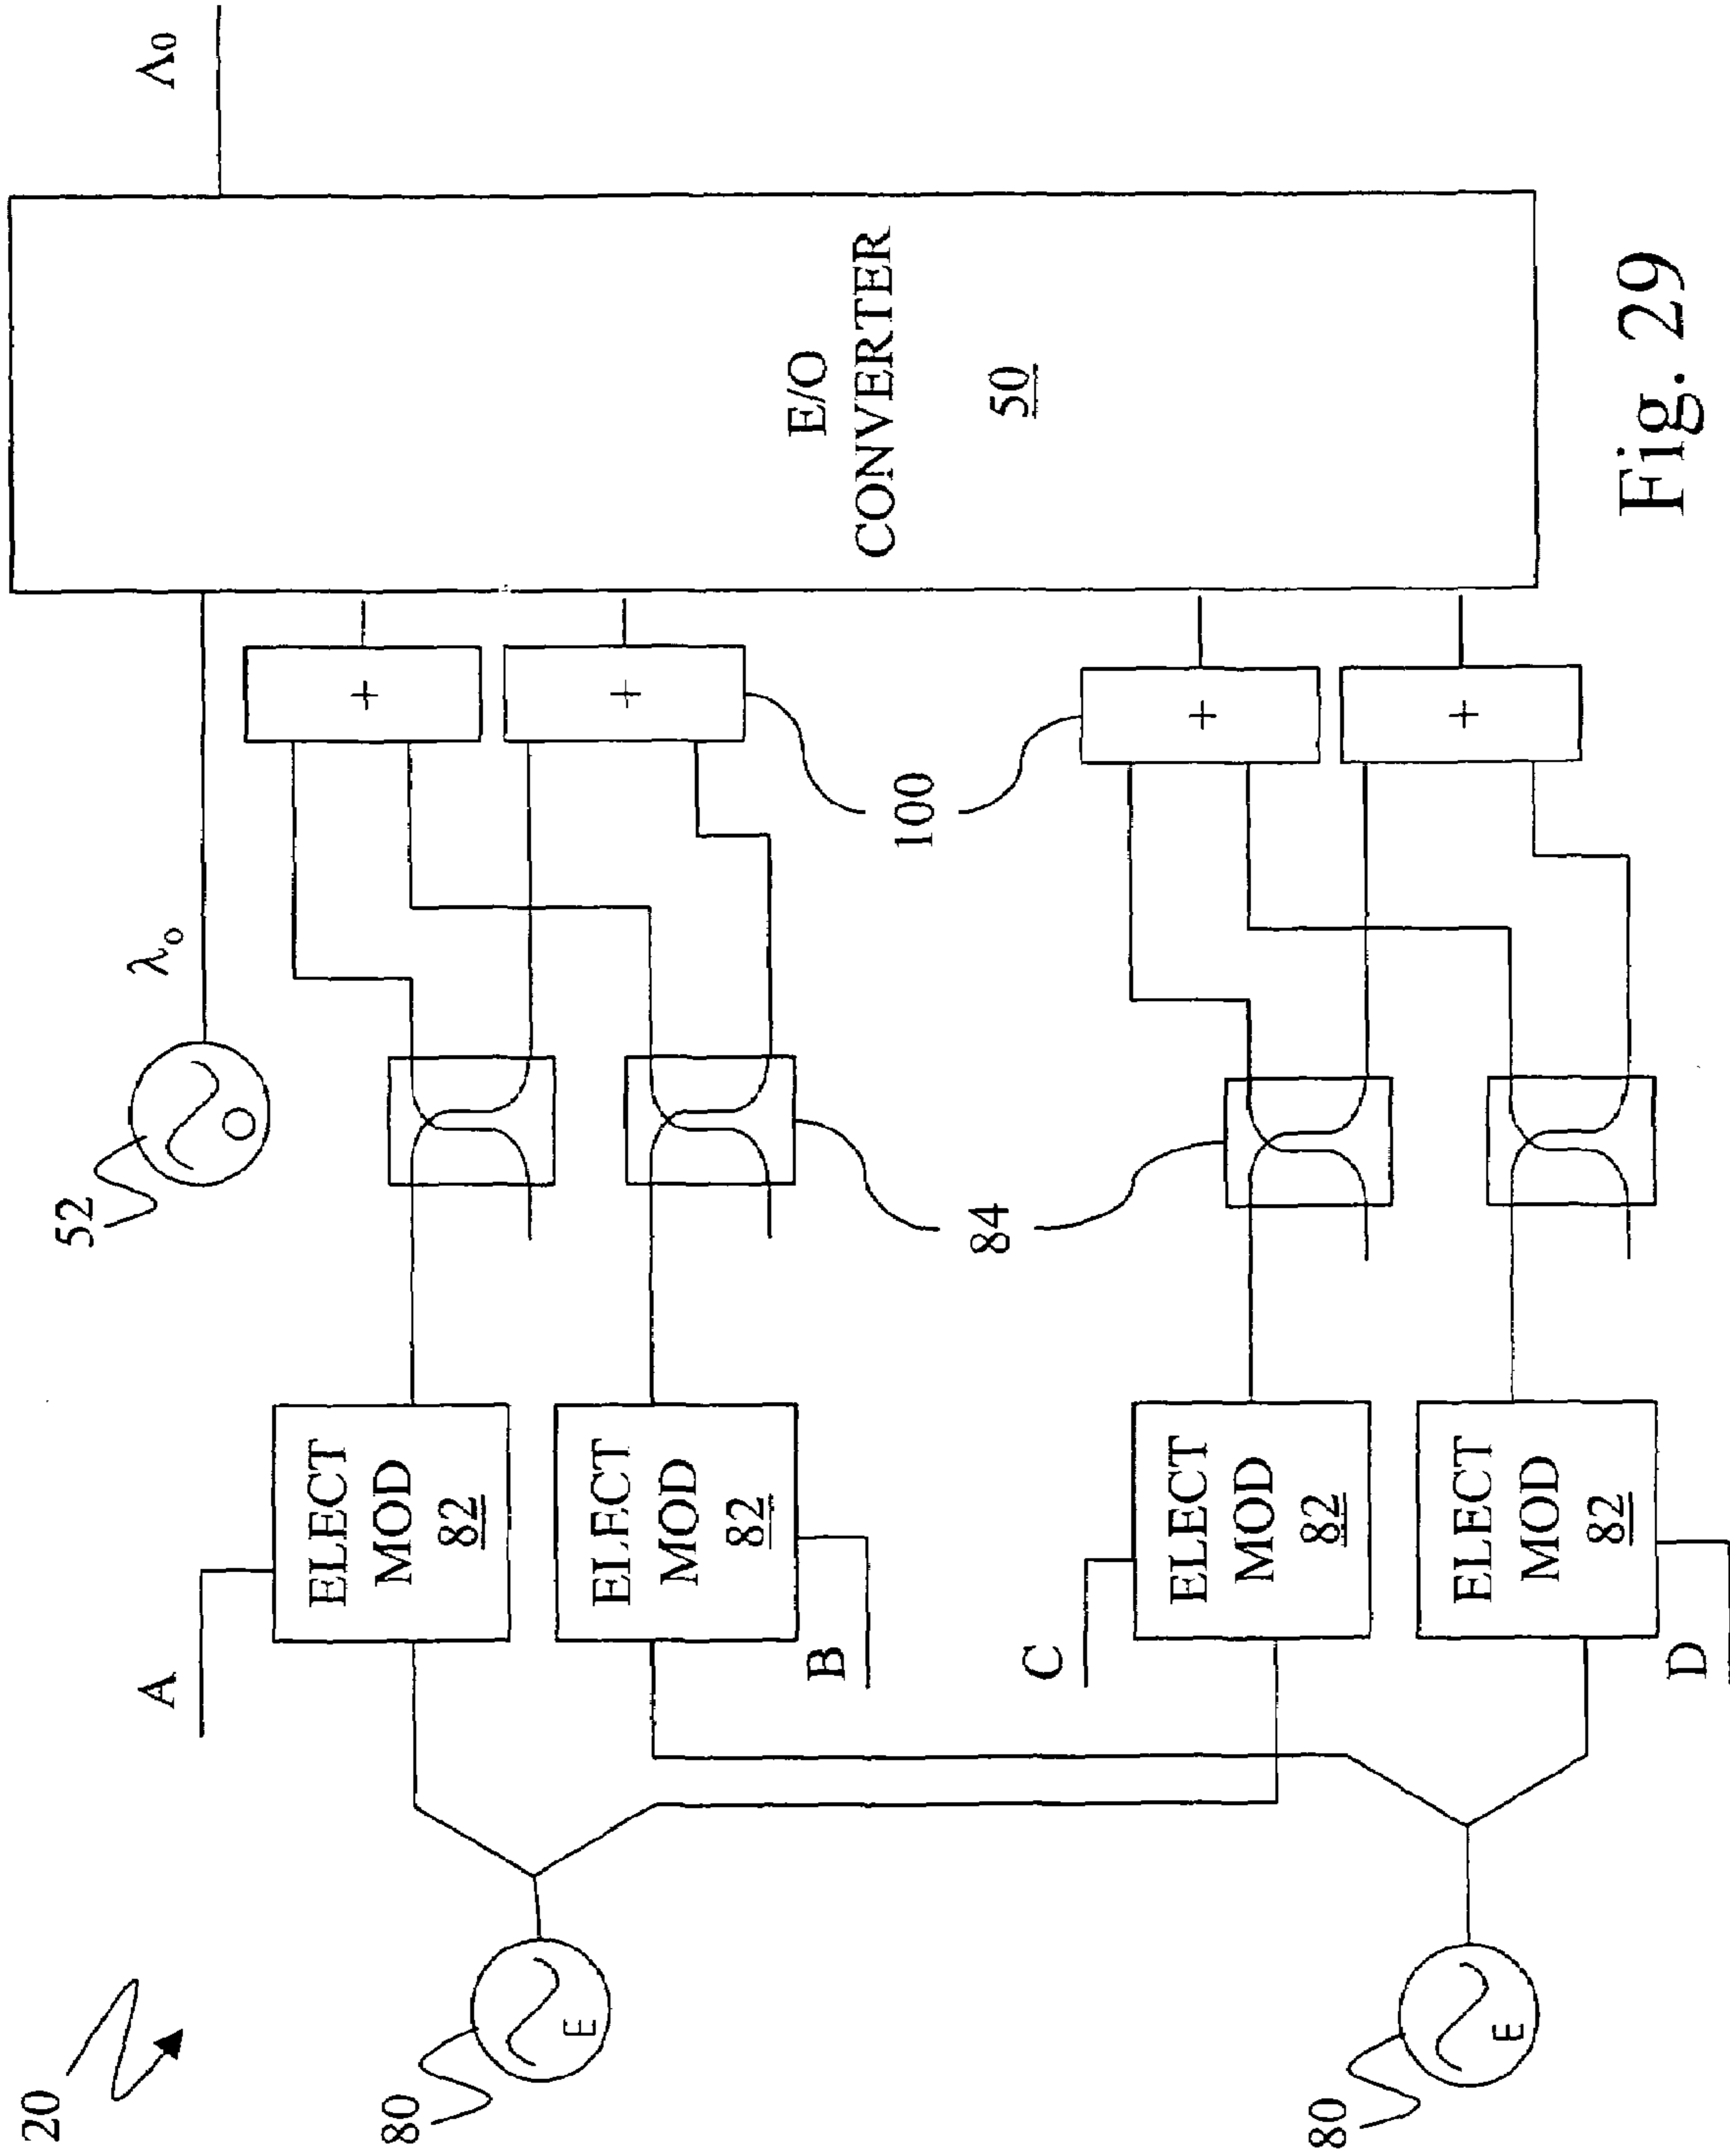 20
80
E
80
E
A
ELECT
MOD
82
ELECT
MOD
82
B
C
ELECT
MOD
82
ELECT
MOD
82
D
52
O
λo
84
100
+
+
+
+
E/O
CONVERTER
50
Λ0
Fig. 29